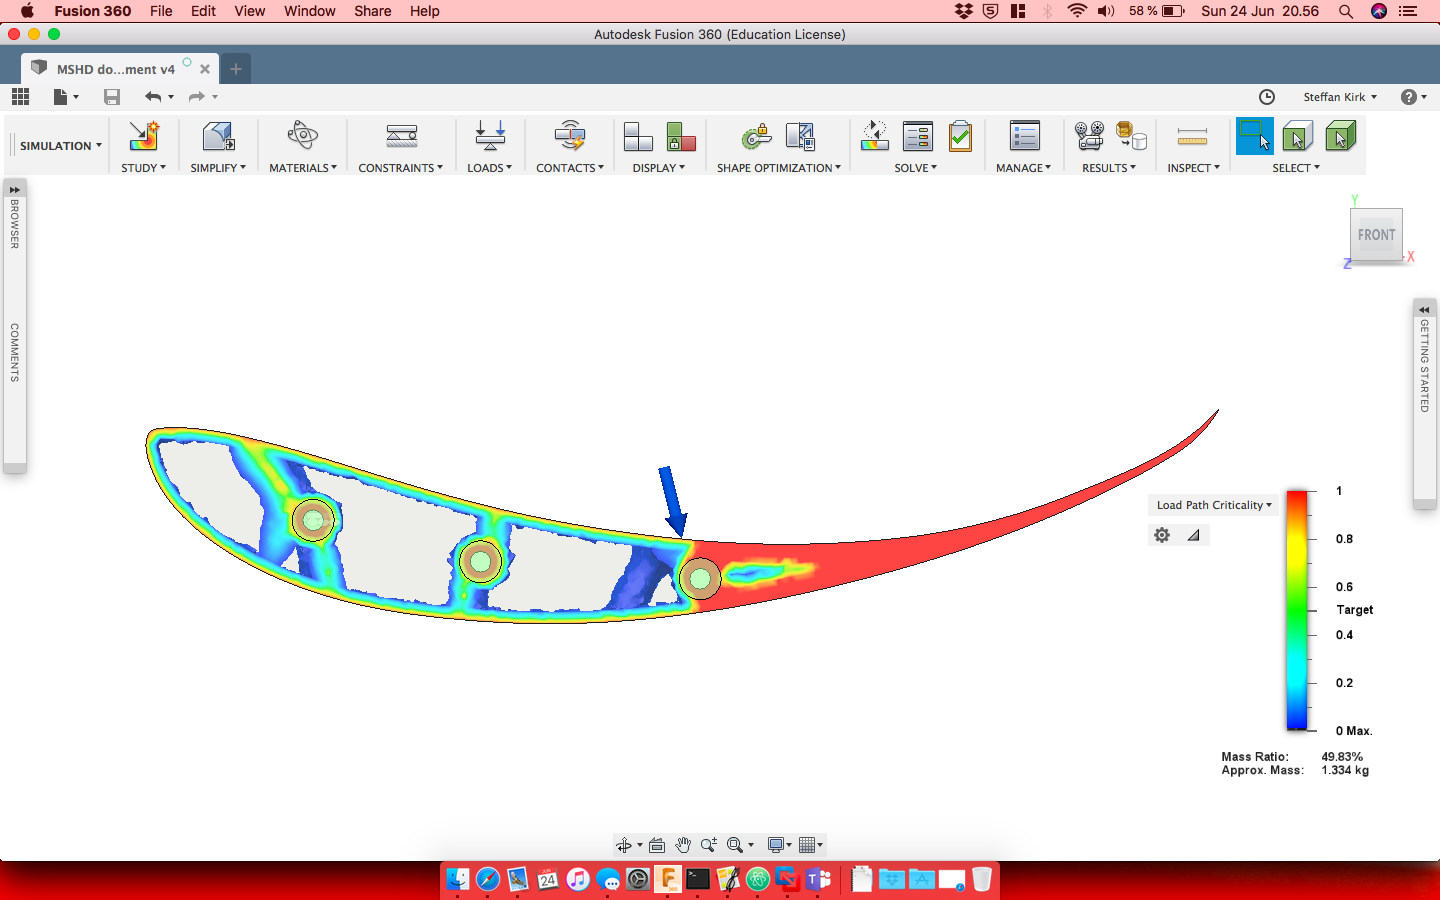 Fusion 360 File Edit View Window Share Help 58 % Sun 24 Jun 20.56
Autodesk Fusion 360 (Education License)
MSHD do...ment v4
Steffan Kirk
SIMULATION
STUDY SIMPLIFY MATERIALS CONSTRAINTS LOADS CONTACTS DISPLAY SHAPE OPTIMIZATION SOLVE MANAGE RESULTS INSPECT SELECT
BROWSER
COMMENTS
Y
FRONT
X
Z
GETTING STARTED
Load Path Criticality
1
0.8
0.6
Target
0.4
0.2
0 Max.
Mass Ratio: 49.83%
Approx. Mass: 1.334 kg
24